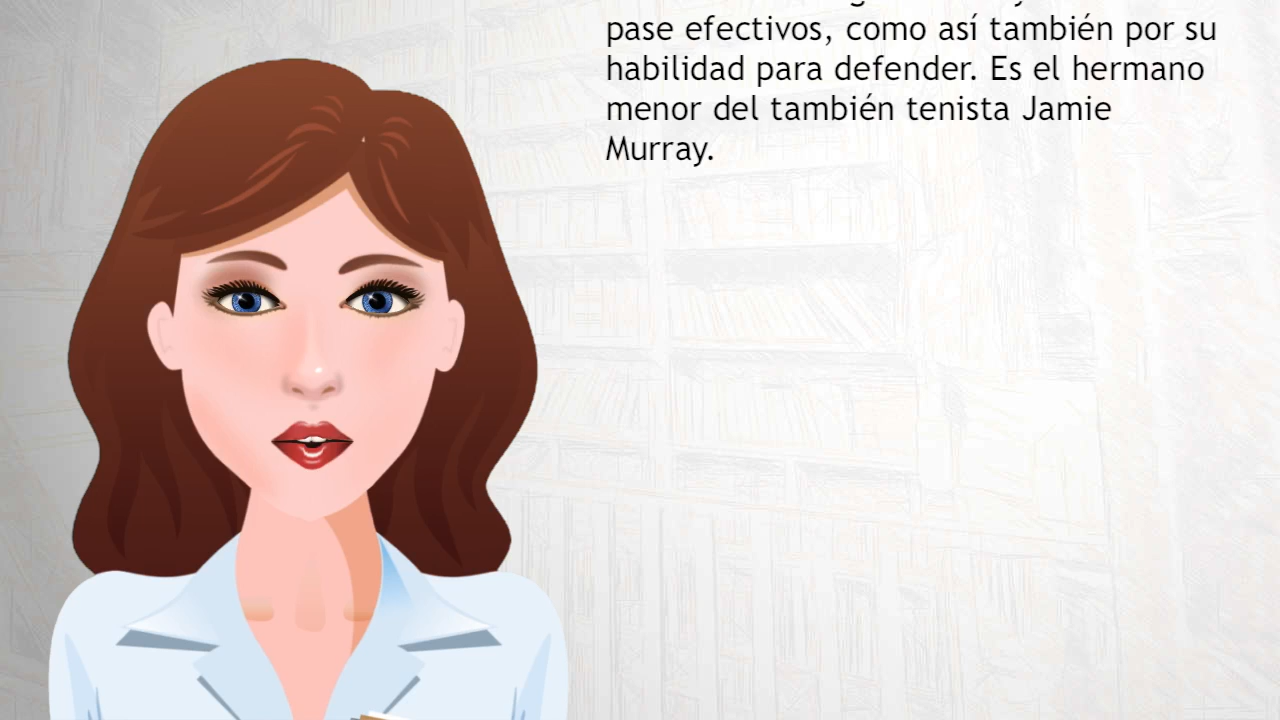 pase efectivos, como así también por su
habilidad para defender. Es el hermano
menor del también tenista Jamie
Murray.